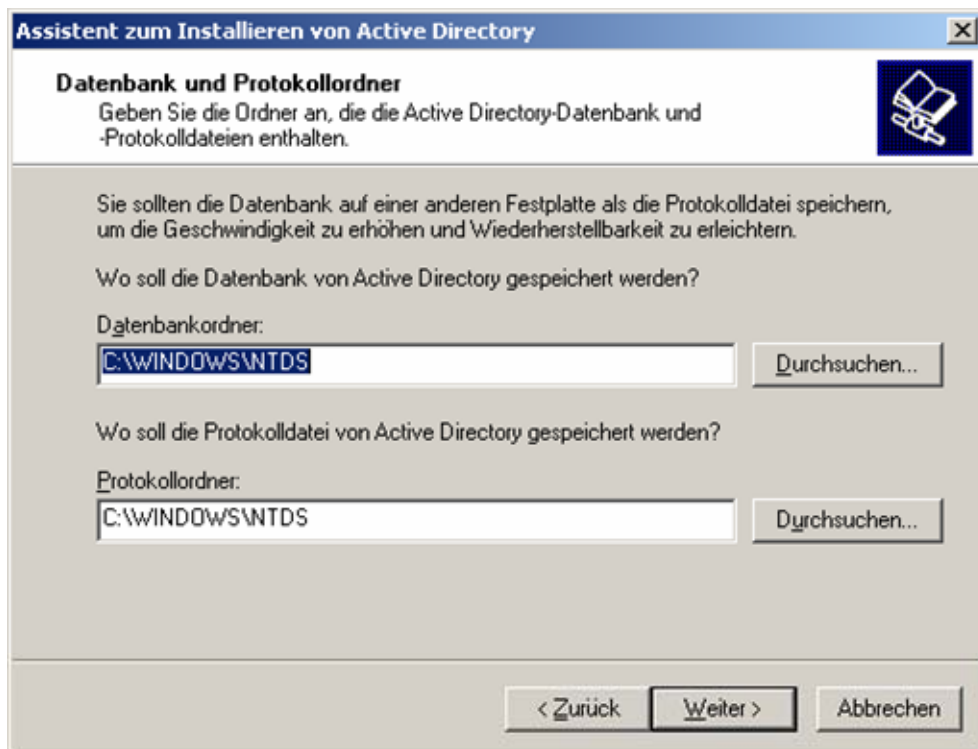 Assistent zum Installieren von Active Directory
Datenbank und Protokollordner
Geben Sie die Ordner an, die die Active Directory-Datenbank und
-Protokolldateien enthalten.
Sie sollten die Datenbank auf einer anderen Festplatte als die Protokolldatei speichern,
um die Geschwindigkeit zu erhöhen und Wiederherstellbarkeit zu erleichtern.
Wo soll die Datenbank von Active Directory gespeichert werden?
Datenbankordner:
C:\WINDOWS\NTDS
Durchsuchen...
Wo soll die Protokolldatei von Active Directory gespeichert werden?
Protokollordner:
C:\WINDOWS\NTDS
Durchsuchen...
< Zurück
Weiter >
Abbrechen